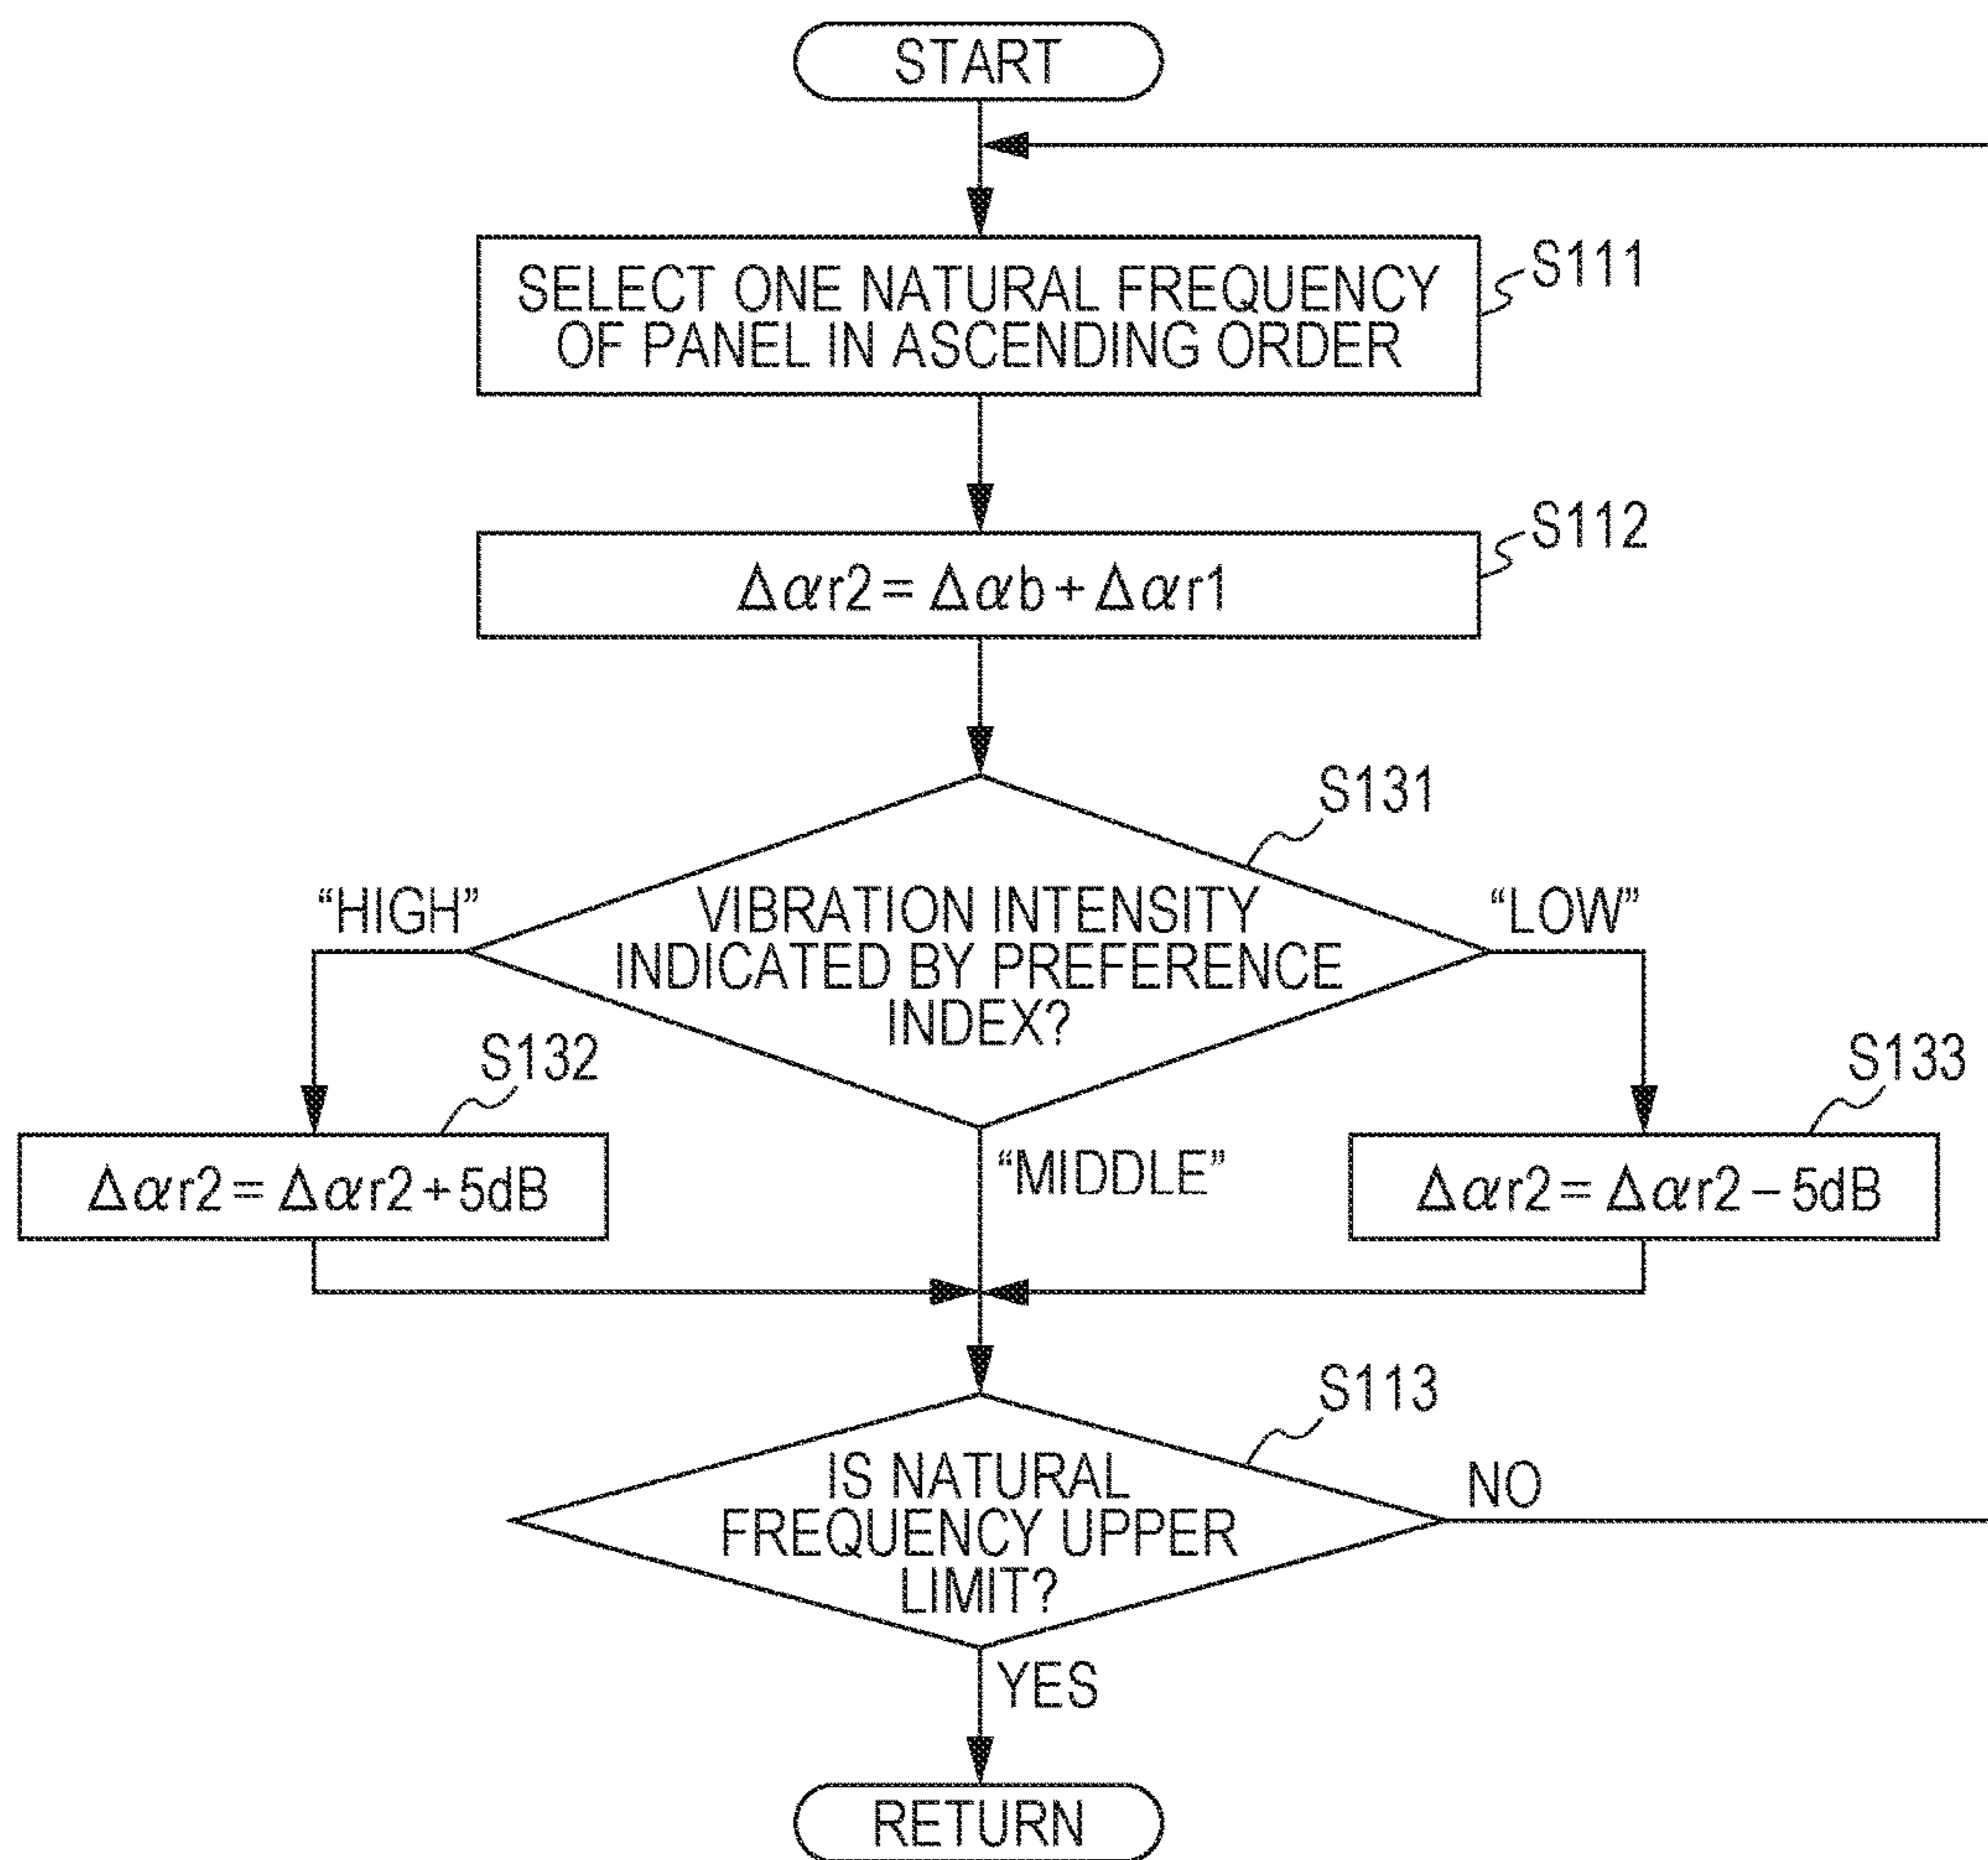 START
SELECT ONE NATURAL FREQUENCY
OF PANEL IN ASCENDING ORDER
S111
Δαr2 = Δαb + Δαr1
S112
S131
VIBRATION INTENSITY
INDICATED BY PREFERENCE
INDEX?
“HIGH”
“LOW”
“MIDDLE”
S132
Δαr2 = Δαr2 + 5dB
S133
Δαr2 = Δαr2 − 5dB
S113
IS NATURAL
FREQUENCY UPPER
LIMIT?
NO
YES
RETURN